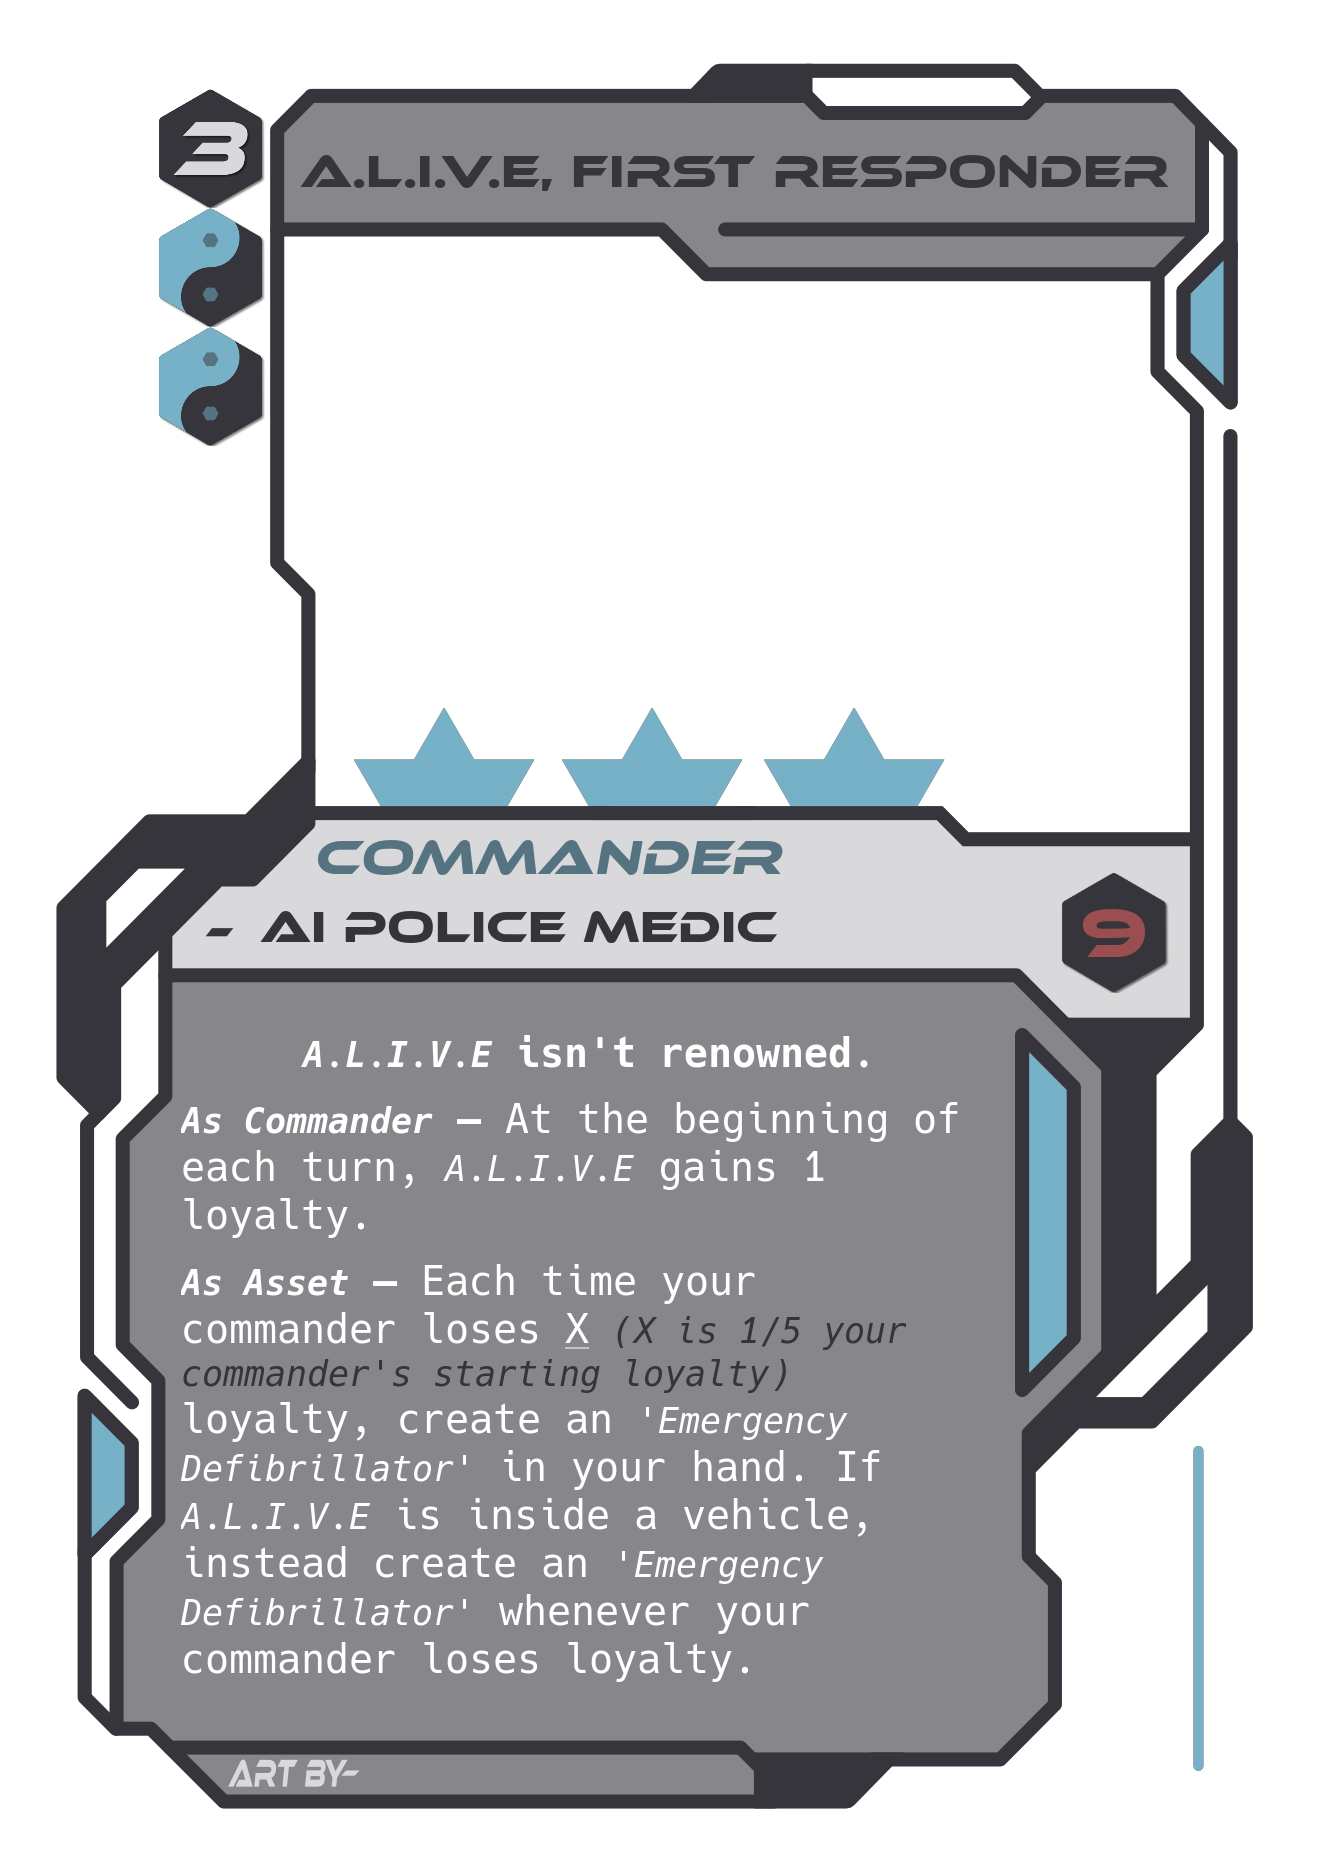 3
A.L.I.V.E, FIRST RESPONDER
COMMANDER
- AI POLICE MEDIC
9
A.L.I.V.E isn't renowned.
As Commander — At the beginning of
each turn, A.L.I.V.E gains 1
loyalty.
As Asset — Each time your
commander loses X (X is 1/5 your
commander's starting loyalty)
loyalty, create an 'Emergency
Defibrillator' in your hand. If
A.L.I.V.E is inside a vehicle,
instead create an 'Emergency
Defibrillator' whenever your
commander loses loyalty.
ART BY-